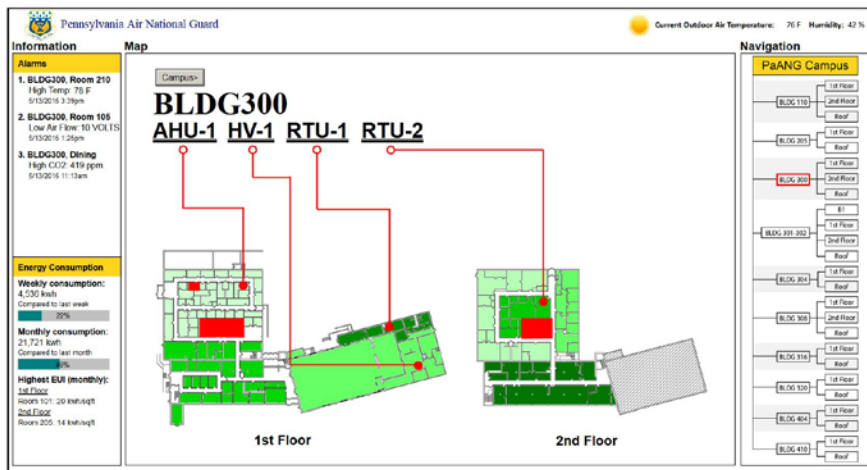 Pennsylvania Air National Guard
Current Outdoor Air Temperature: 76 F Humidity: 42 %
Information
Map
Navigation
Alarms
1. BLDG300, Room 210
High Temp: 78 F
5/13/2016 3:39pm
2. BLDG300, Room 105
Low Air Flow: 10 VOLTS
5/13/2016 1:25pm
3. BLDG300, Dining
High CO2: 419 ppm
5/13/2016 11:13am
Energy Consumption
Weekly consumption:
4,536 kwh
Compared to last week
22%
Monthly consumption:
21,721 kwh
Compared to last month
Highest EUI (monthly):
1st Floor
Room 101: 20 kwh/sqft
2nd Floor
Room 205: 14 kwh/sqft
Campus>
BLDG300
AHU-1 HV-1 RTU-1 RTU-2
1st Floor
2nd Floor
PaANG Campus
BLDG 110
1st Floor
2nd Floor
Roof
BLDG 205
1st Floor
Roof
BLDG 300
1st Floor
2nd Floor
Roof
BLDG 301-302
B1
1st Floor
2nd Floor
Roof
BLDG 304
1st Floor
Roof
BLDG 308
1st Floor
2nd Floor
Roof
BLDG 316
1st Floor
Roof
BLDG 320
1st Floor
Roof
BLDG 404
1st Floor
Roof
BLDG 410
1st Floor
Roof